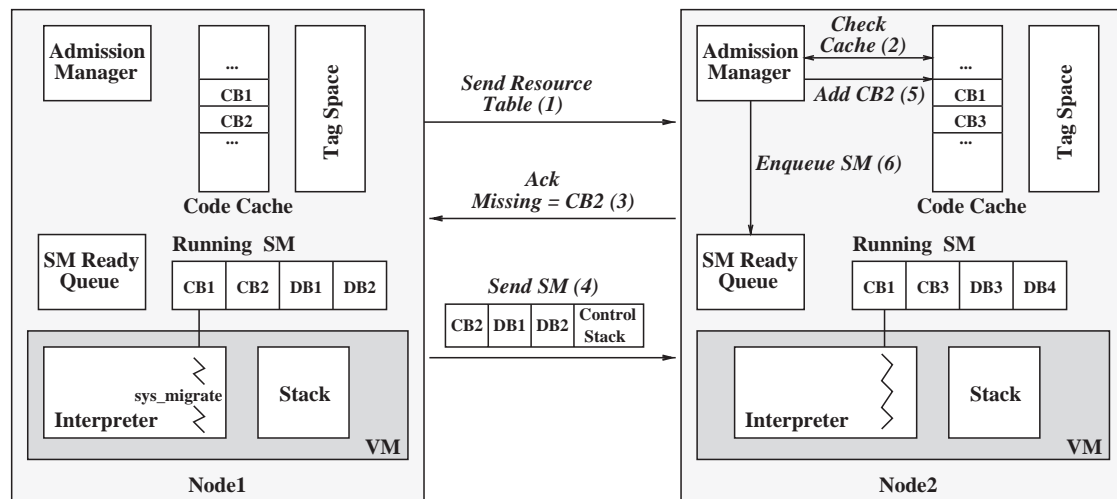 Admission
Manager
...
CB1
CB2
...
Tag Space
Code Cache
SM Ready
Queue
Running SM
CB1 CB2 DB1 DB2
sys_migrate
Interpreter
Stack
VM
Node1
Send Resource
Table (1)
Ack
Missing = CB2 (3)
Send SM (4)
CB2 DB1 DB2 Control
Stack
Admission
Manager
Check
Cache (2)
Add CB2 (5)
Enqueue SM (6)
...
CB1
CB3
...
Tag Space
Code Cache
SM Ready
Queue
Running SM
CB1 CB3 DB3 DB4
Interpreter
Stack
VM
Node2